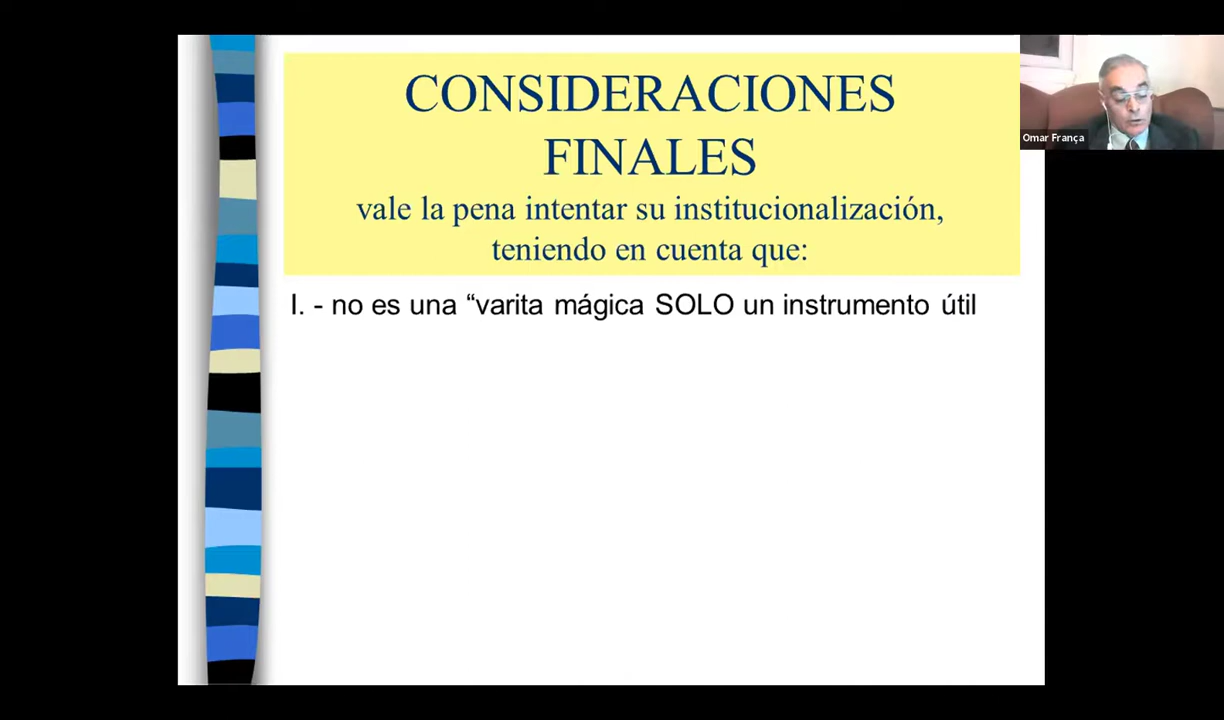 CONSIDERACIONES
FINALES
vale la pena intentar su institucionalización,
teniendo en cuenta que:
I. - no es una “varita mágica SOLO un instrumento útil
Omar França